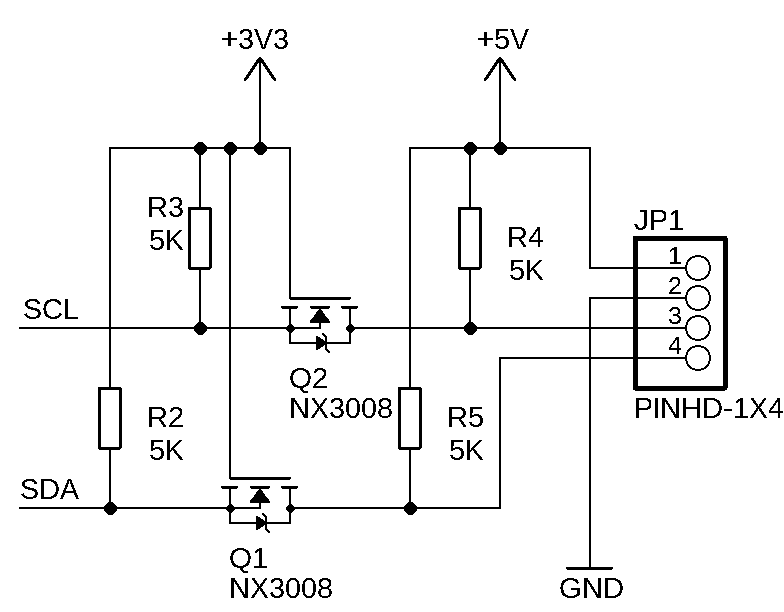 +3V3
+5V
R3
5K
R4
5K
JP1
1
2
3
4
SCL
Q2
NX3008
PINHD-1X4
R2
5K
R5
5K
SDA
Q1
NX3008
GND